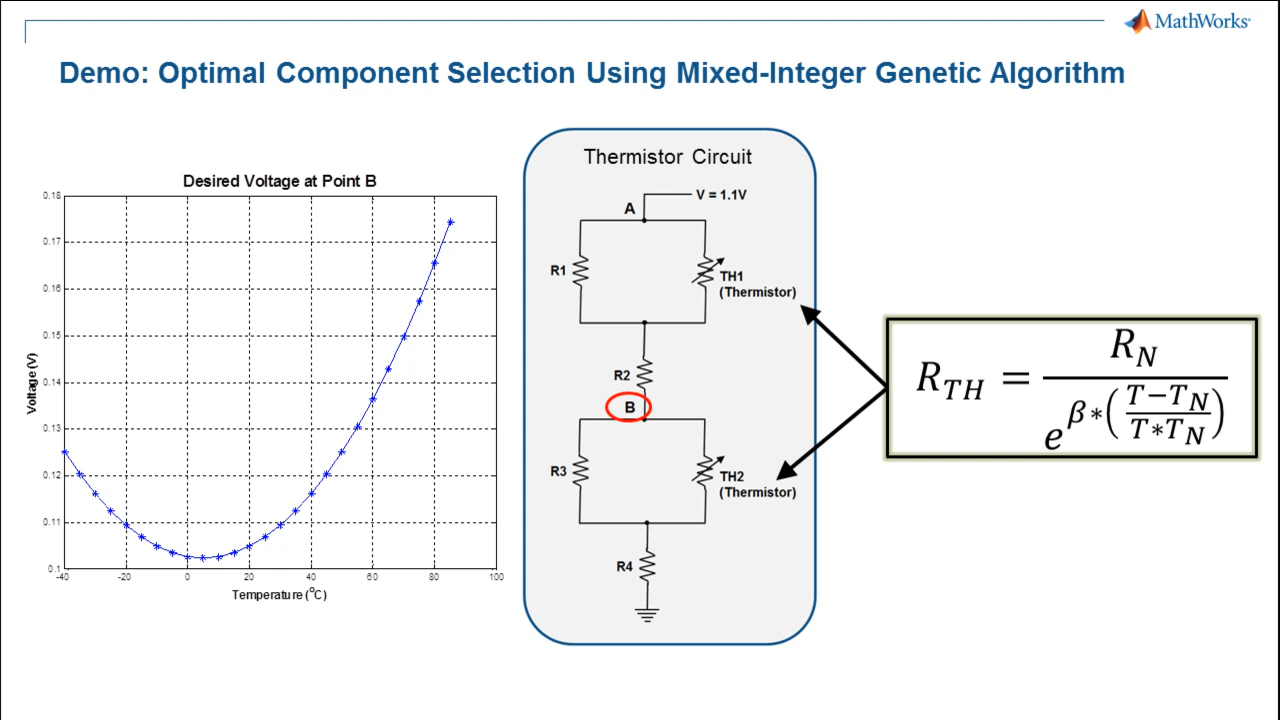 MathWorks®
Demo: Optimal Component Selection Using Mixed-Integer Genetic Algorithm
Desired Voltage at Point B
0.18
0.17
0.16
0.15
0.14
0.13
0.12
0.11
0.1
Voltage (V)
-40 -20 0 20 40 60 80 100
Temperature (°C)
Thermistor Circuit
V = 1.1V
A
R1
TH1
(Thermistor)
R2
B
R3
TH2
(Thermistor)
R4
R_TH = R_N / e^(β*((T−T_N)/(T*T_N)))